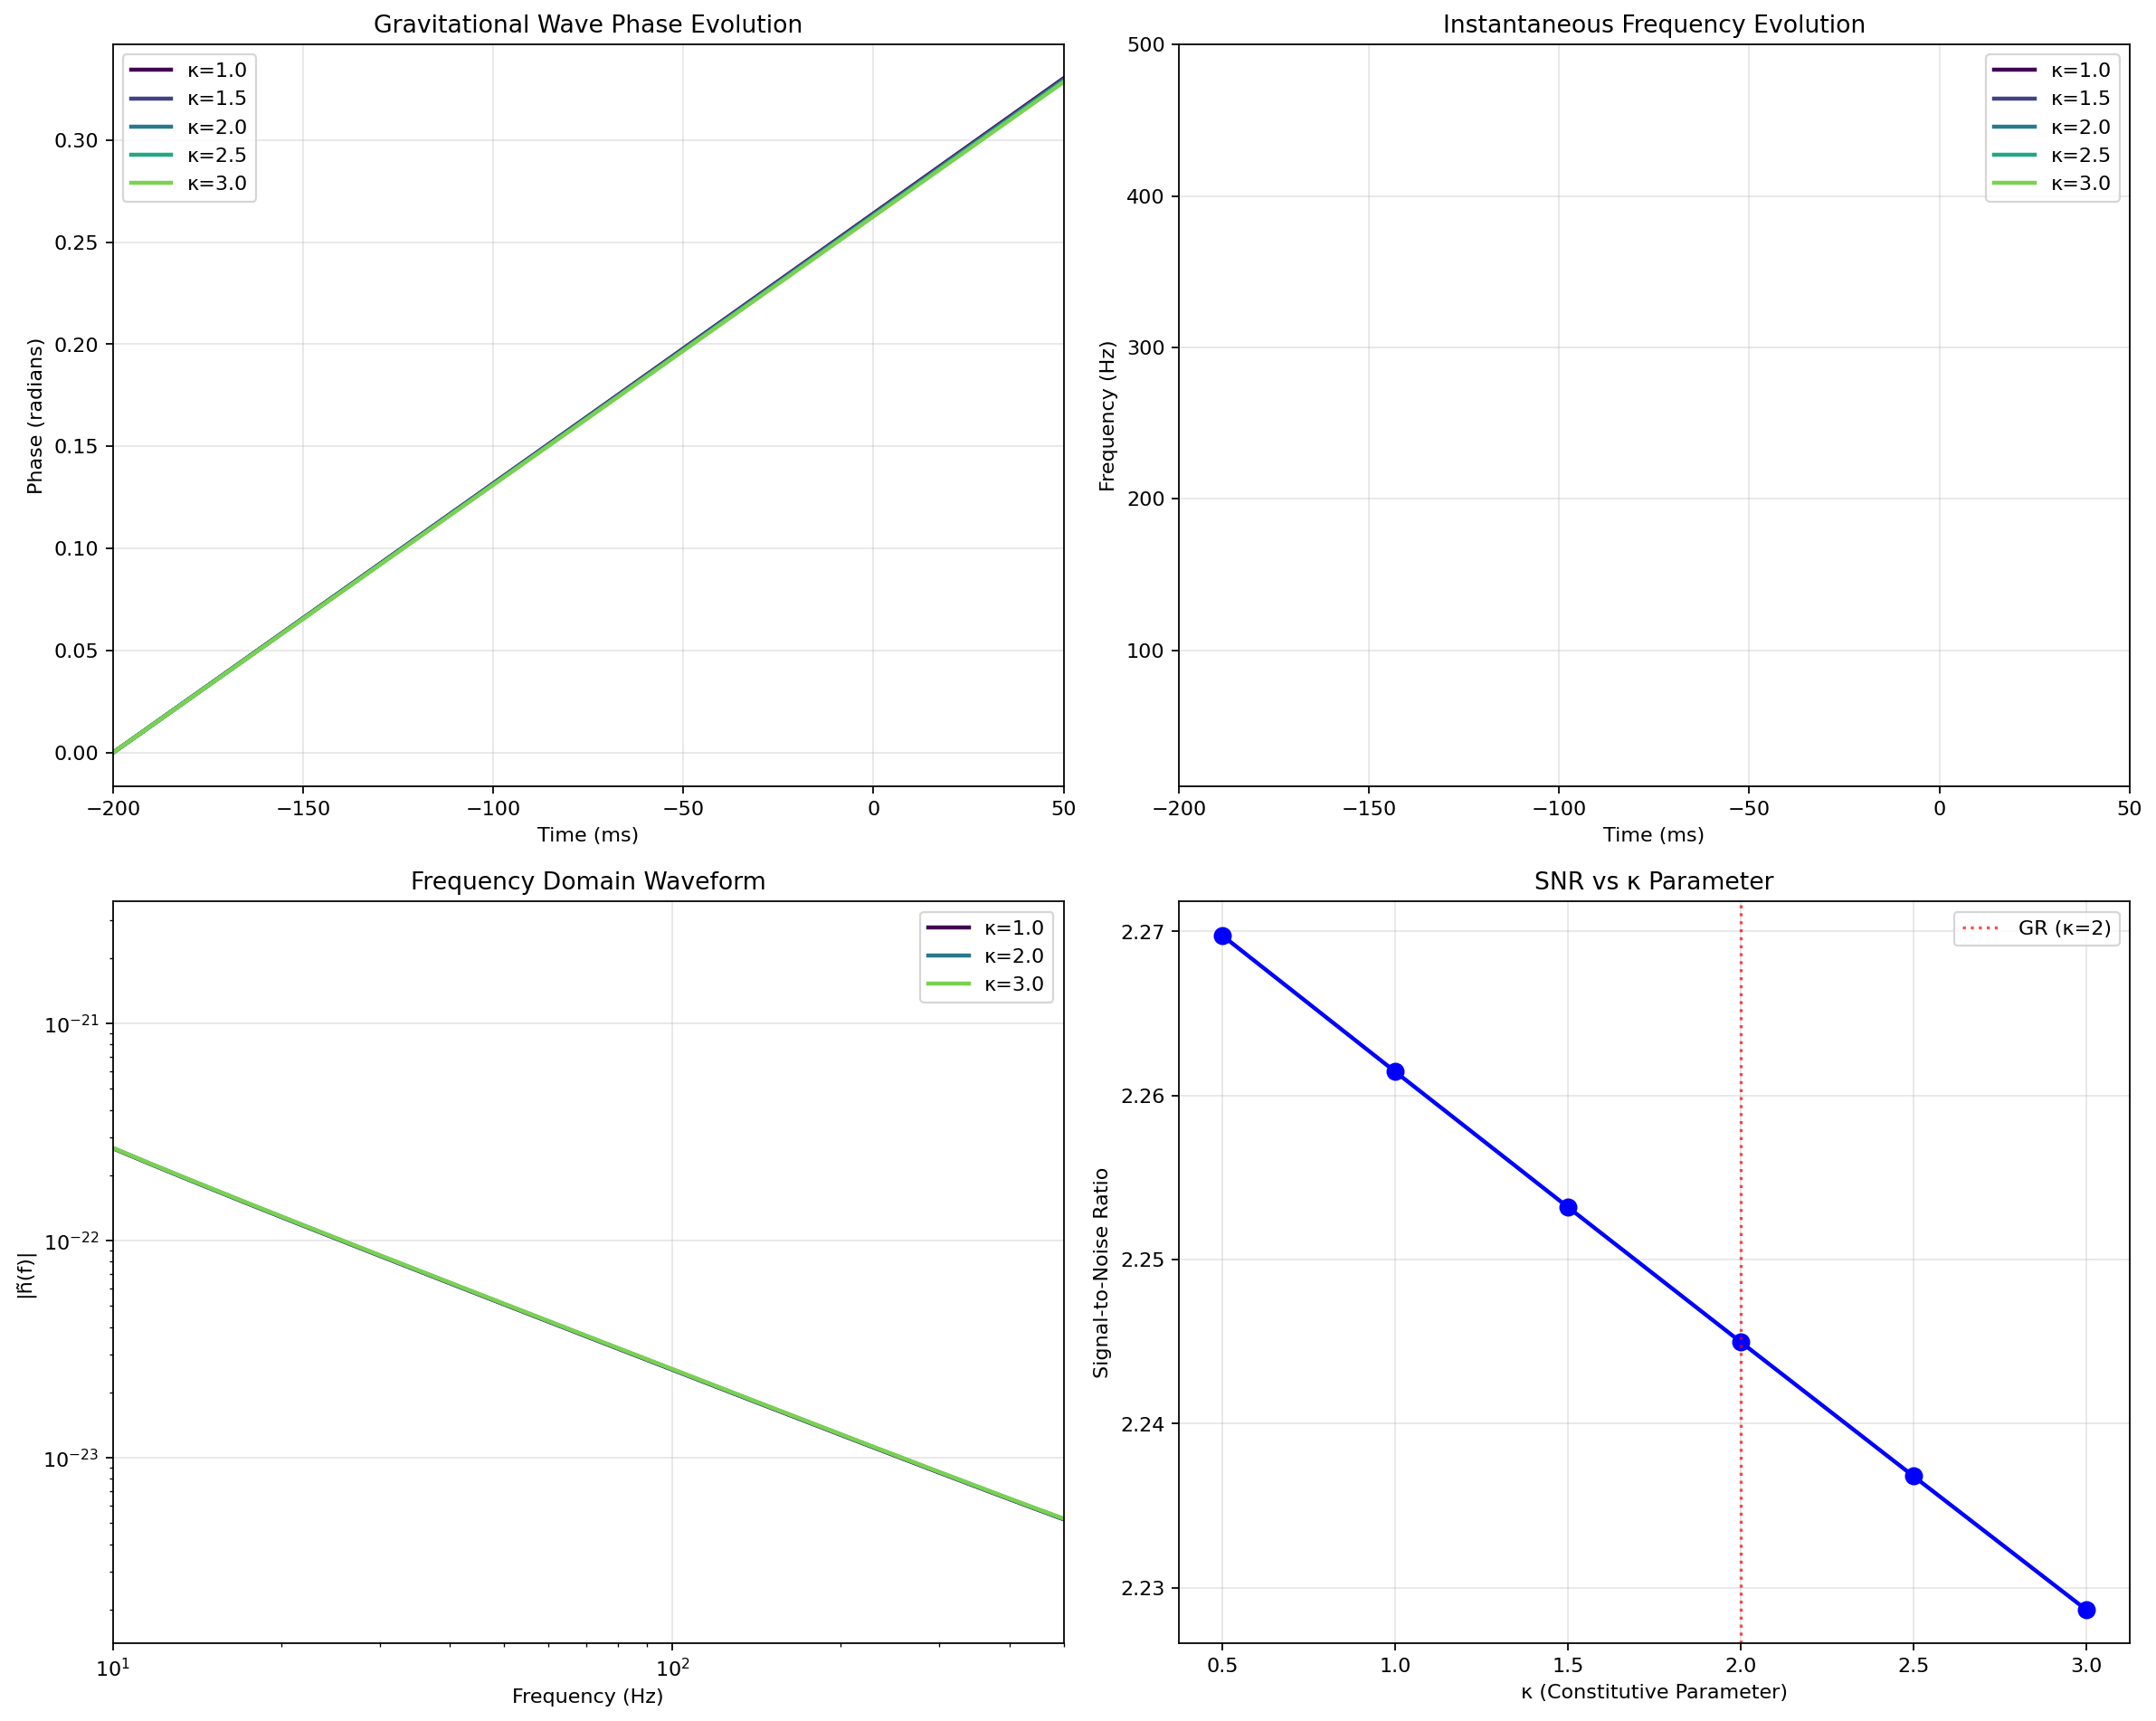 Gravitational Wave Phase Evolution
κ=1.0
κ=1.5
κ=2.0
κ=2.5
κ=3.0
Phase (radians)
0.30
0.25
0.20
0.15
0.10
0.05
0.00
−200 −150 −100 −50 0 50
Time (ms)
Instantaneous Frequency Evolution
κ=1.0
κ=1.5
κ=2.0
κ=2.5
κ=3.0
Frequency (Hz)
500
400
300
200
100
−200 −150 −100 −50 0 50
Time (ms)
Frequency Domain Waveform
κ=1.0
κ=2.0
κ=3.0
|h̃(f)|
10⁻²¹
10⁻²²
10⁻²³
10¹ 10²
Frequency (Hz)
SNR vs κ Parameter
GR (κ=2)
Signal-to-Noise Ratio
2.27
2.26
2.25
2.24
2.23
0.5 1.0 1.5 2.0 2.5 3.0
κ (Constitutive Parameter)